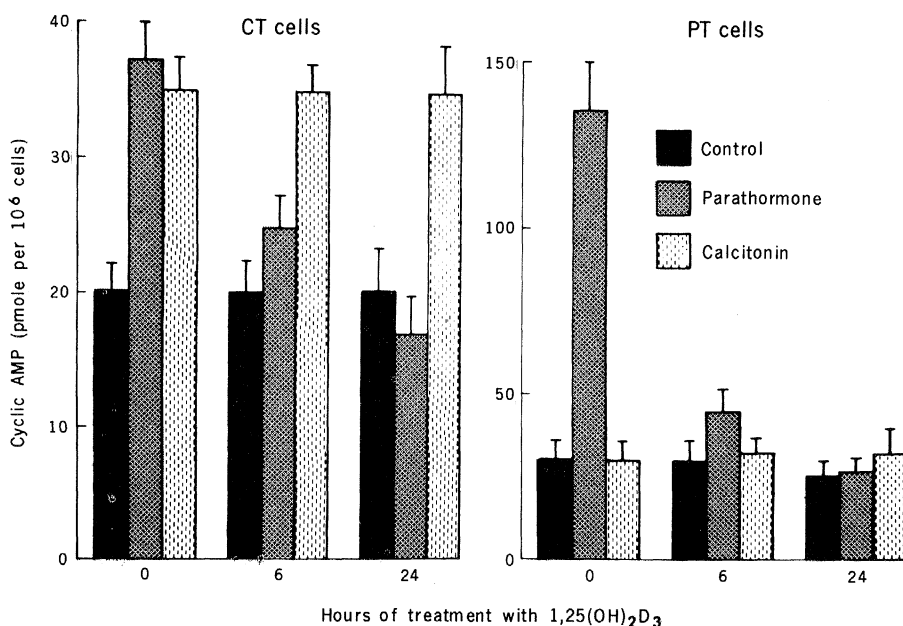 CT cells
PT cells
40
30
20
10
0
150
100
50
0
Control
Parathormone
Calcitonin
Cyclic AMP (pmole per 10⁶ cells)
0 6 24
0 6 24
Hours of treatment with 1,25(OH)₂D₃